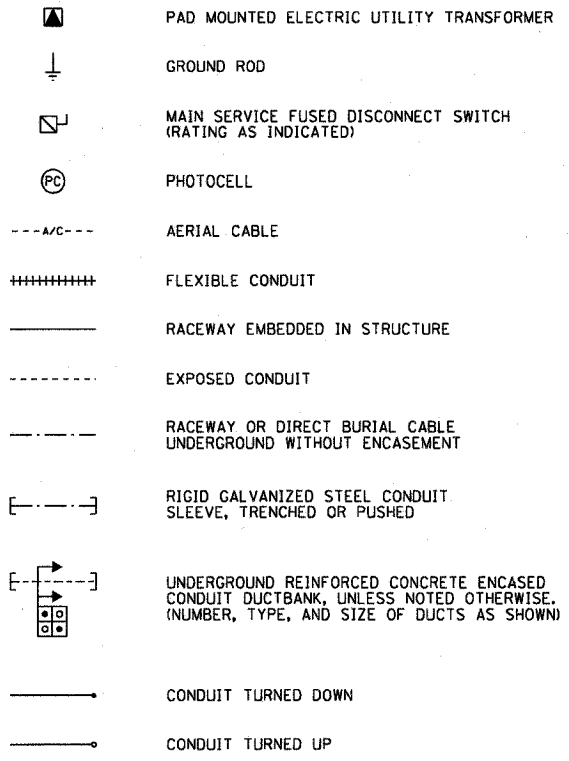 PAD MOUNTED ELECTRIC UTILITY TRANSFORMER
GROUND ROD
MAIN SERVICE FUSED DISCONNECT SWITCH
(RATING AS INDICATED)
PC
PHOTOCELL
A/C
AERIAL CABLE
FLEXIBLE CONDUIT
RACEWAY EMBEDDED IN STRUCTURE
EXPOSED CONDUIT
RACEWAY OR DIRECT BURIAL CABLE
UNDERGROUND WITHOUT ENCASEMENT
RIGID GALVANIZED STEEL CONDUIT
SLEEVE, TRENCHED OR PUSHED
UNDERGROUND REINFORCED CONCRETE ENCASED
CONDUIT DUCTBANK, UNLESS NOTED OTHERWISE.
(NUMBER, TYPE, AND SIZE OF DUCTS AS SHOWN)
CONDUIT TURNED DOWN
CONDUIT TURNED UP